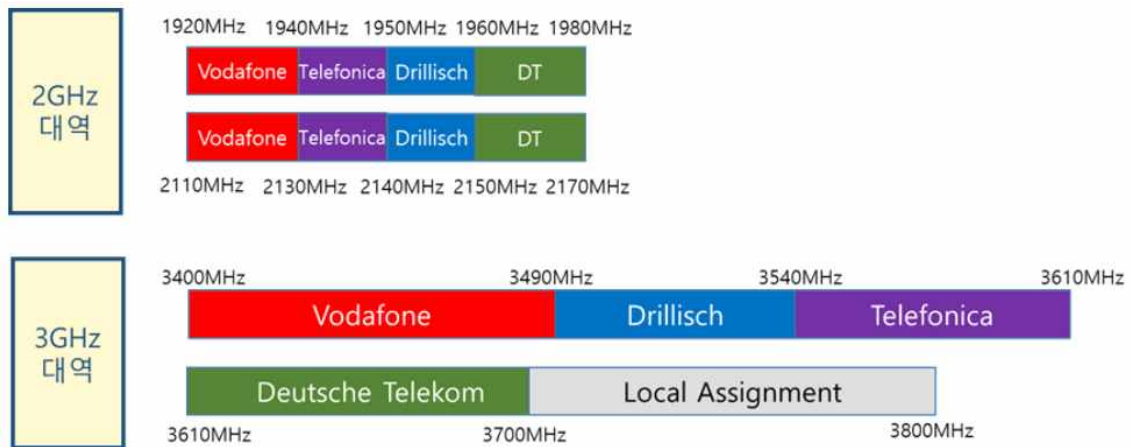 2GHz
대역
1920MHz 1940MHz 1950MHz 1960MHz 1980MHz
Vodafone Telefonica Drillisch DT
Vodafone Telefonica Drillisch DT
2110MHz 2130MHz 2140MHz 2150MHz 2170MHz
3GHz
대역
3400MHz 3490MHz 3540MHz 3610MHz
Vodafone Drillisch Telefonica
Deutsche Telekom Local Assignment
3610MHz 3700MHz 3800MHz